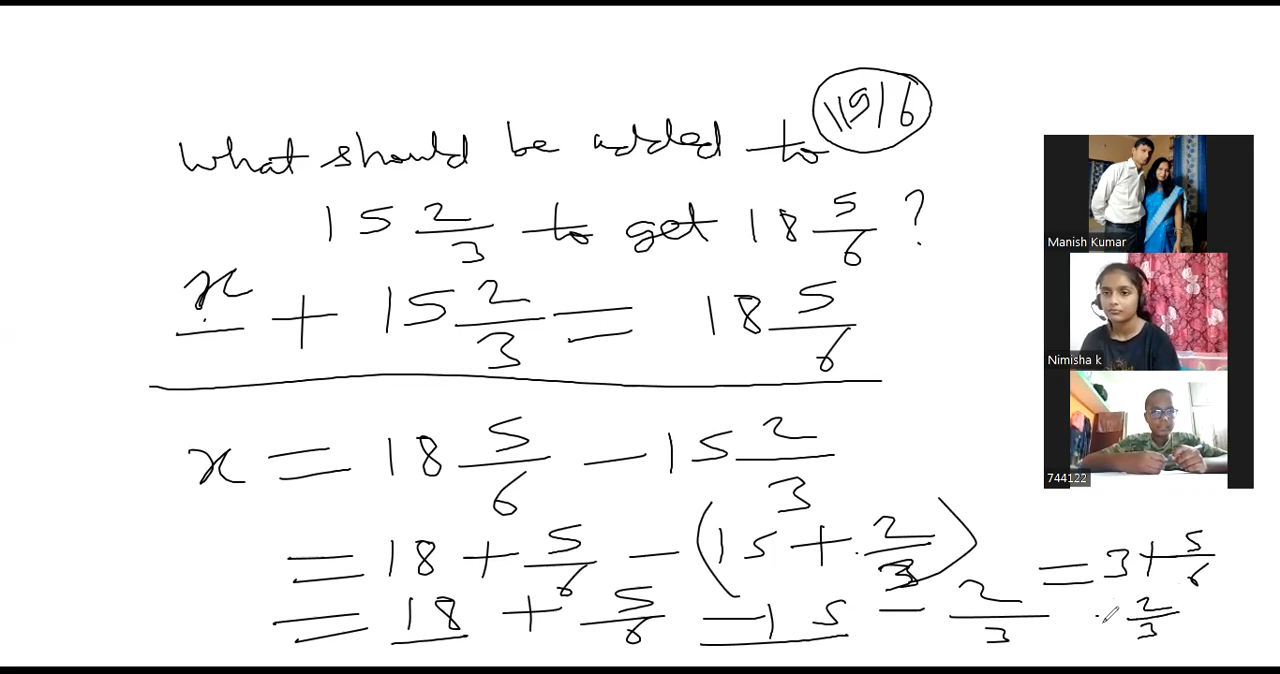 119/6
What should be added to
15 2/3 to get 18 5/6 ?
x + 15 2/3 = 18 5/6
x = 18 5/6 - 15 2/3
= 18 + 5/6 - (15 + 2/3)
= 18 + 5/6 - 15 - 2/3
= 3 + 5/6
- 2/3
Manish Kumar
Nimisha k
744122